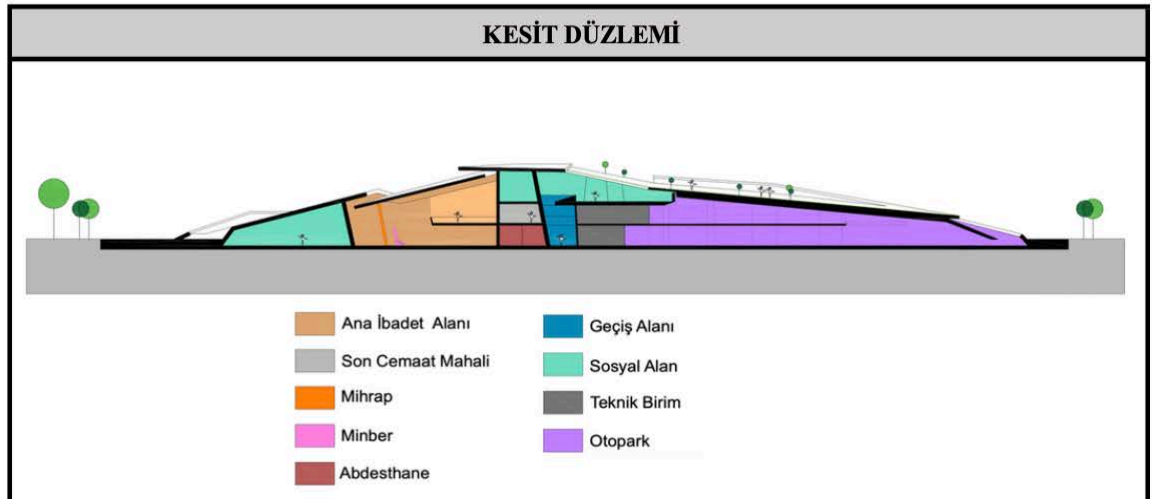 KESİT DÜZLEMİ
Ana İbadet Alanı
Son Cemaat Mahali
Mihrap
Minber
Abdesthane
Geçiş Alanı
Sosyal Alan
Teknik Birim
Otopark